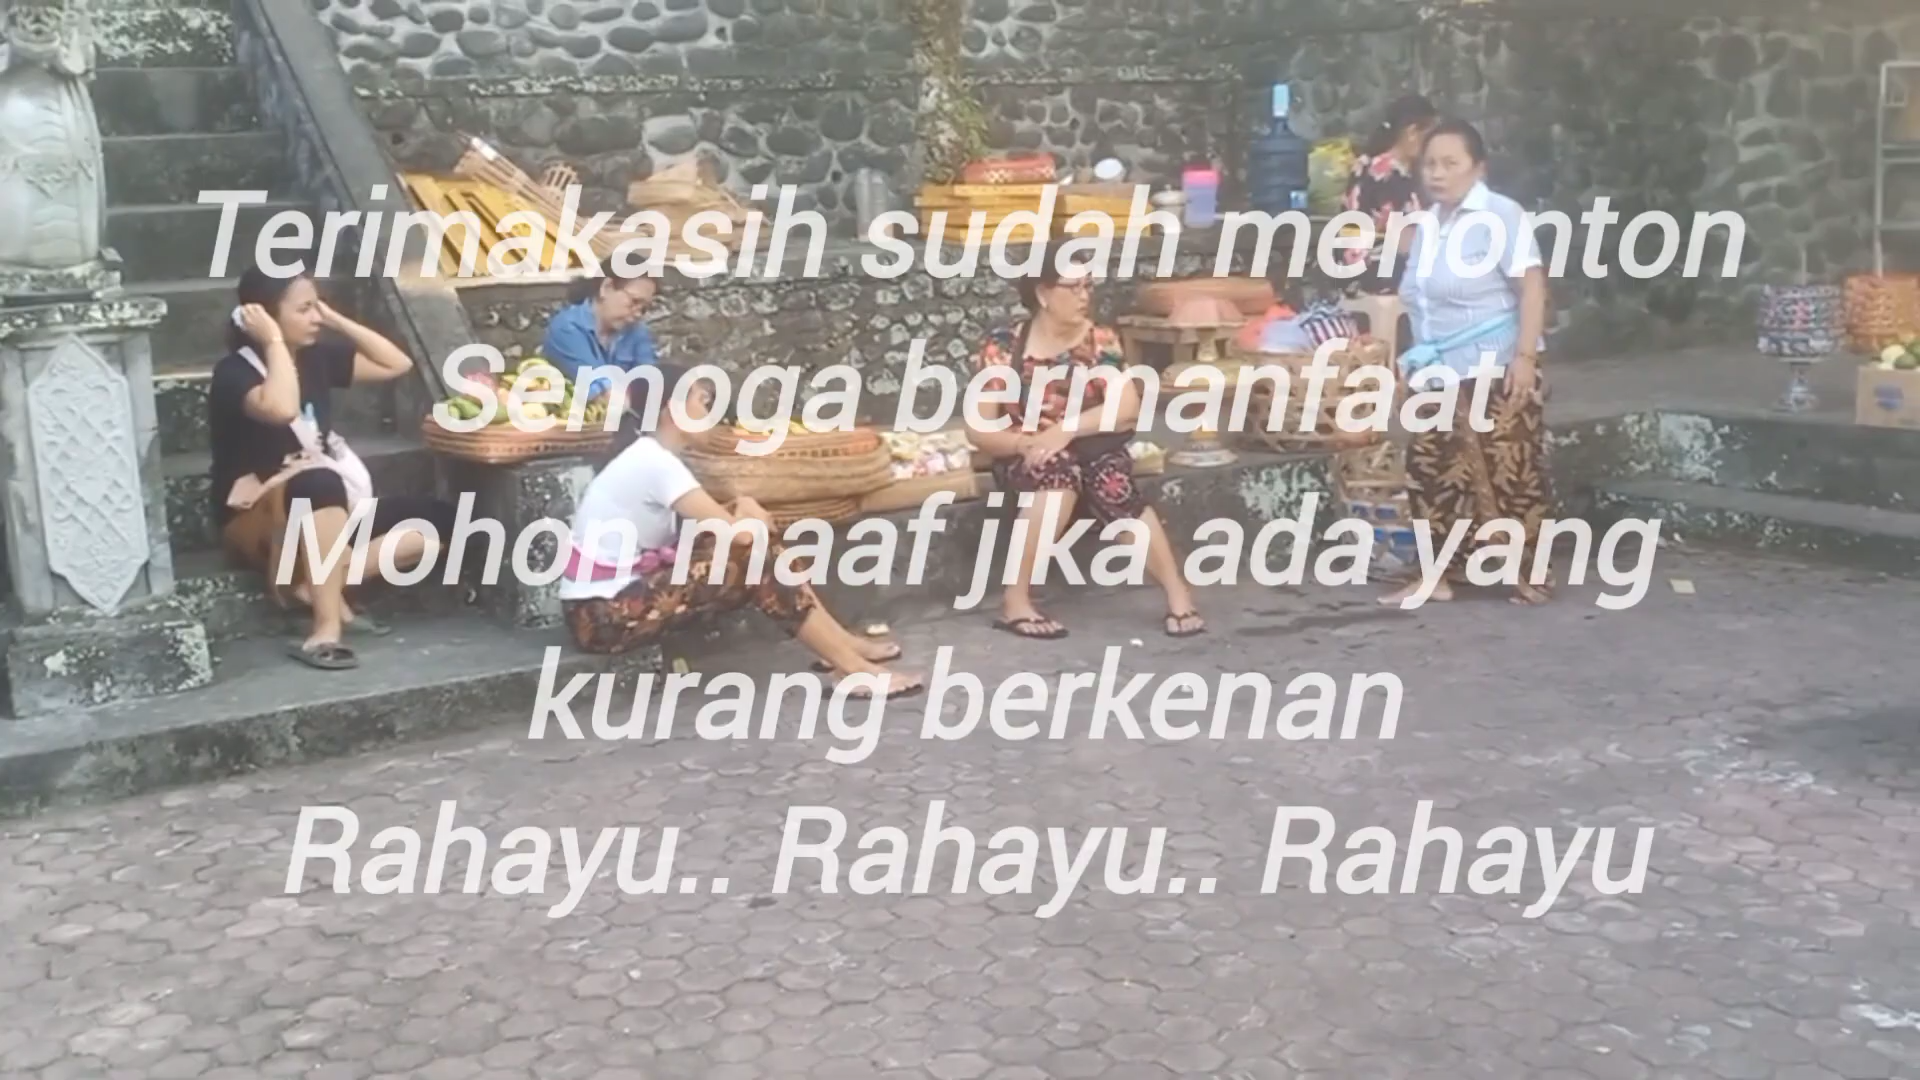 Terimakasih sudah menonton
Semoga bermanfaat
Mohon maaf jika ada yang
kurang berkenan
Rahayu.. Rahayu.. Rahayu